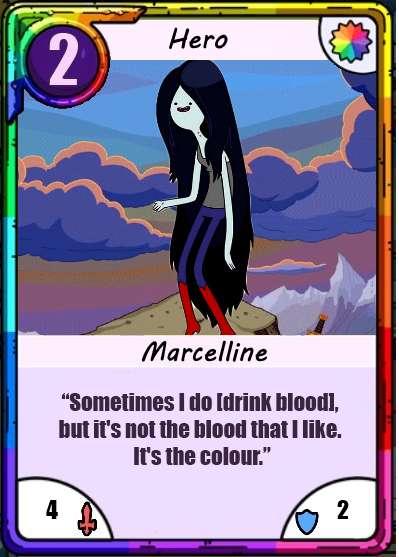 2
Hero
Marcelline
“Sometimes I do [drink blood],
but it's not the blood that I like.
It's the colour.”
4
2